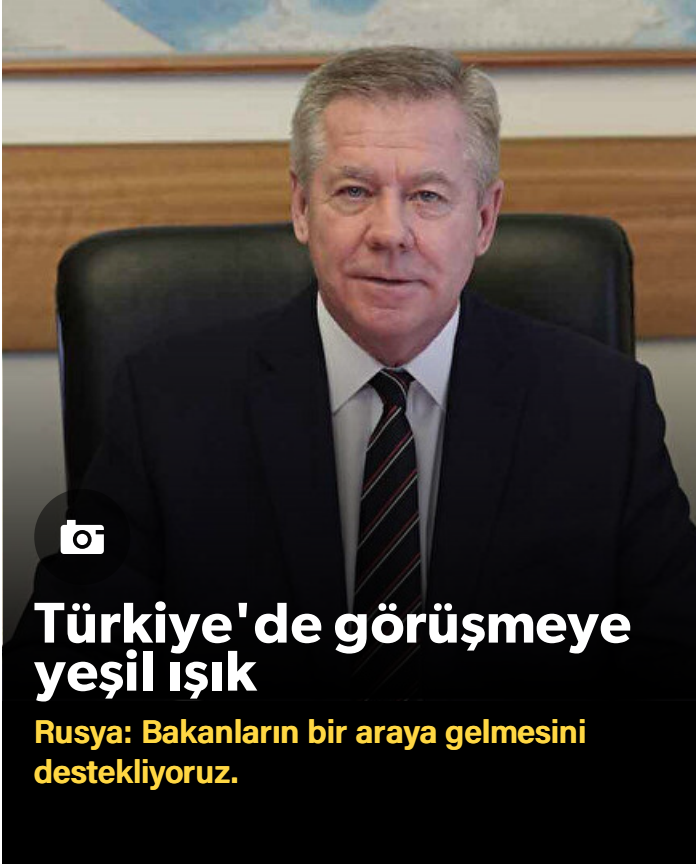 Türkiye'de görüşmeye
yeşil ışık
Rusya: Bakanların bir araya gelmesini
destekliyoruz.